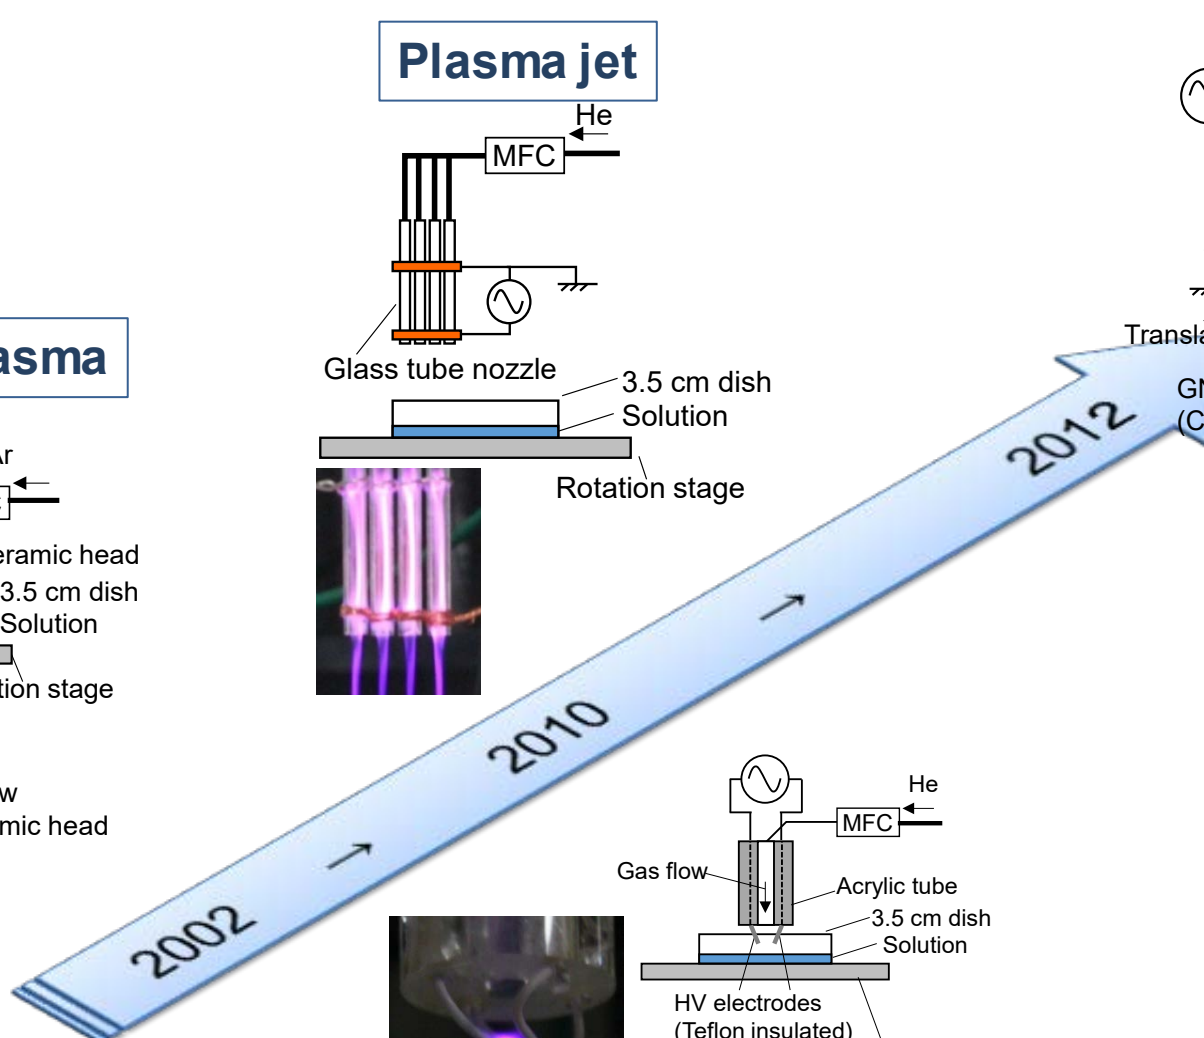 Plasma jet
He
MFC
Glass tube nozzle
3.5 cm dish
Solution
Rotation stage
asma
Ar
eramic head
3.5 cm dish
Solution
tion stage
w
mic head
2002
→
2010
→
2012
Transla
GN
(C
He
MFC
Gas flow
Acrylic tube
3.5 cm dish
Solution
HV electrodes
(Teflon insulated)